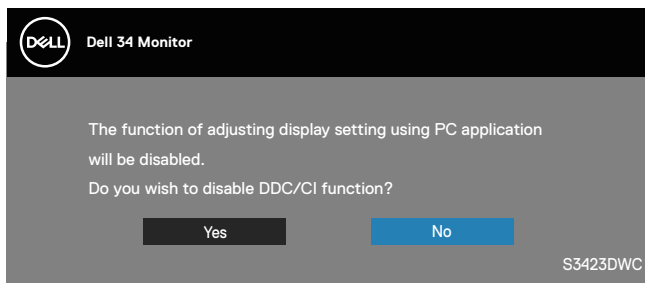 DELL
Dell 34 Monitor
The function of adjusting display setting using PC application
will be disabled.
Do you wish to disable DDC/CI function?
Yes No
S3423DWC